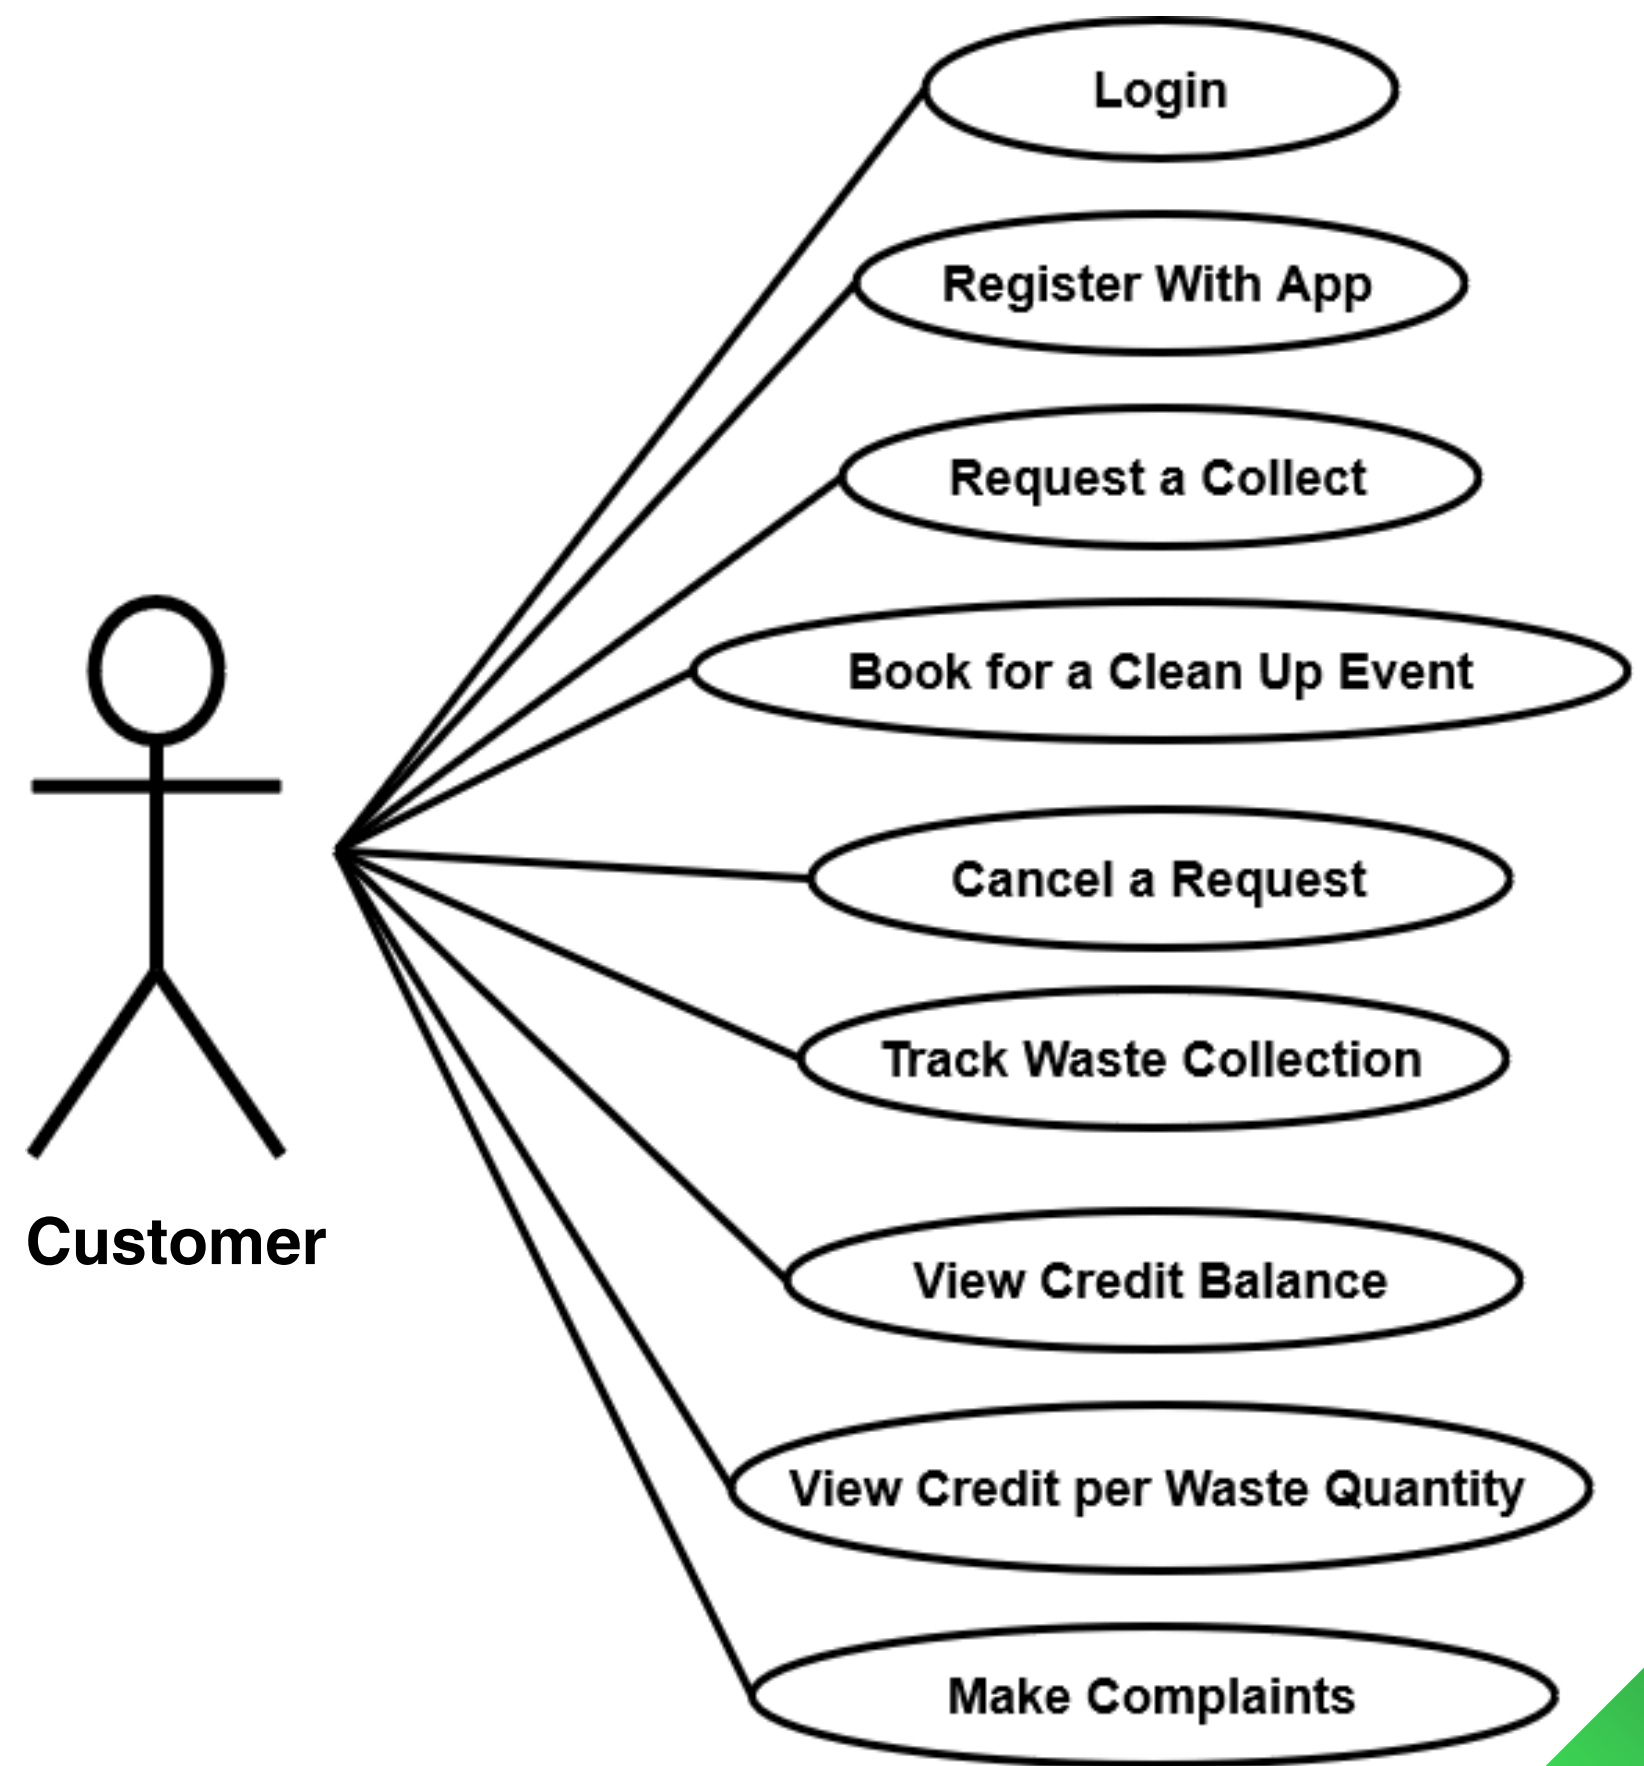 Login
Register With App
Request a Collect
Book for a Clean Up Event
Cancel a Request
Track Waste Collection
Customer
View Credit Balance
View Credit per Waste Quantity
Make Complaints